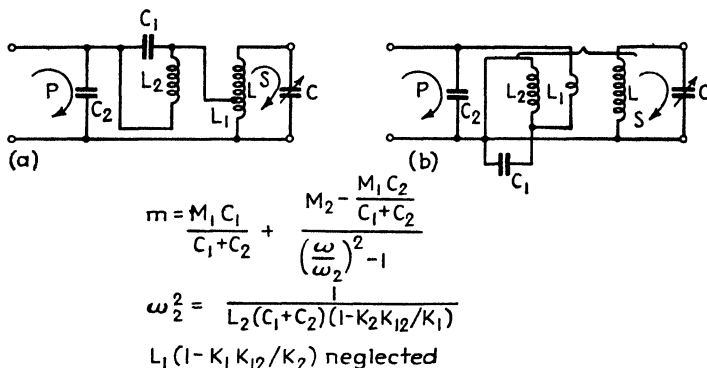 C₁
L₂
L
S
P
C₂
L₁
C
(a)
L₂
L₁
L
P
C₂
S
C
C₁
(b)
m = M₁C₁/(C₁+C₂) + (M₂ - M₁C₂/(C₁+C₂))/((ω/ω₂)² - 1)
ω₂² = 1/(L₂(C₁+C₂)(1-K₂K₁₂/K₁))
L₁(1-K₁K₁₂/K₂) neglected